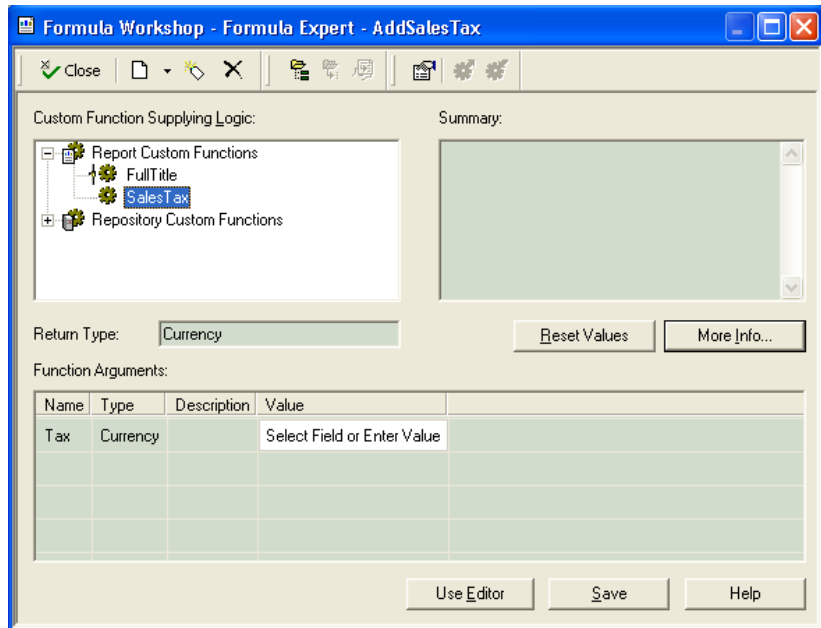 Formula Workshop - Formula Expert - AddSalesTax
Close
Custom Function Supplying Logic:
Summary:
Report Custom Functions
FullTitle
SalesTax
Repository Custom Functions
Return Type: Currency
Reset Values More Info...
Function Arguments:
Name Type Description Value
Tax Currency Select Field or Enter Value
Use Editor Save Help